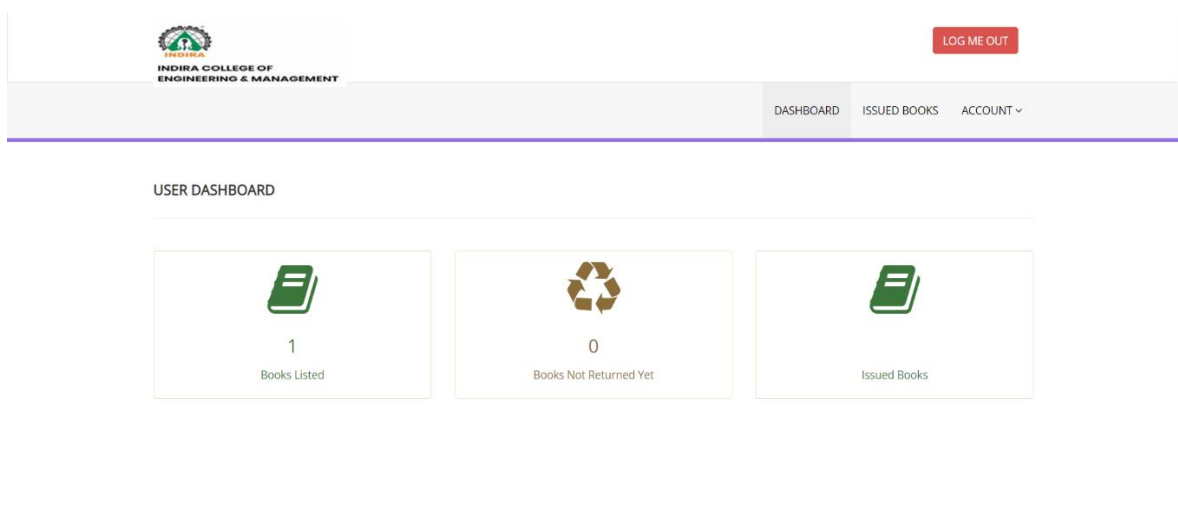 INDIRA
INDIRA COLLEGE OF
ENGINEERING & MANAGEMENT
LOG ME OUT
DASHBOARD ISSUED BOOKS ACCOUNT
USER DASHBOARD
1
Books Listed
0
Books Not Returned Yet
Issued Books